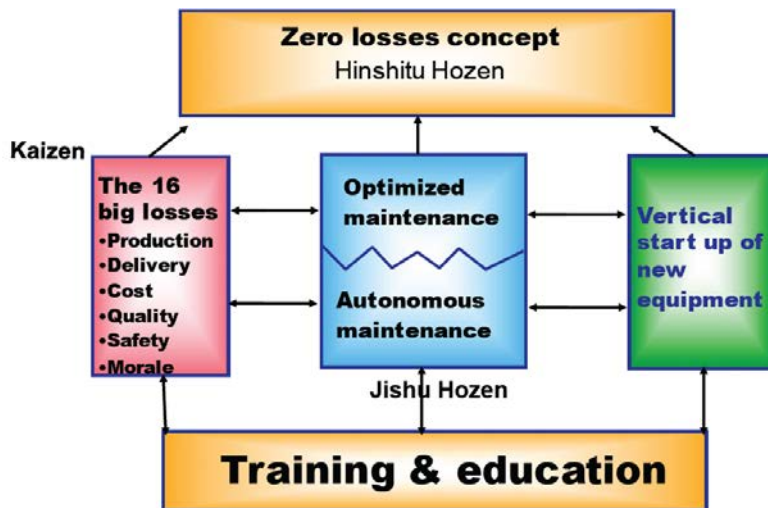 Zero losses concept
Hinshitu Hozen
Kaizen
The 16
big losses
•Production
•Delivery
•Cost
•Quality
•Safety
•Morale
Optimized
maintenance
Autonomous
maintenance
Jishu Hozen
Vertical
start up of
new
equipment
Training & education